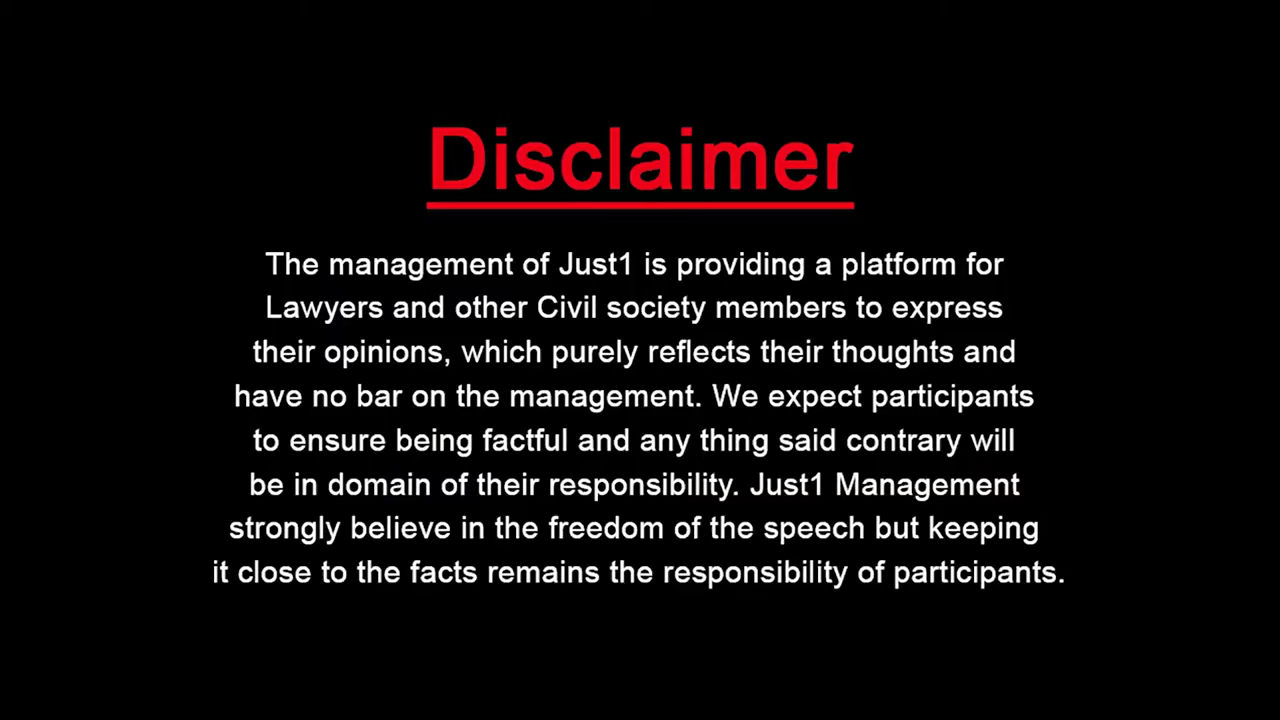 Disclaimer
The management of Just1 is providing a platform for
Lawyers and other Civil society members to express
their opinions, which purely reflects their thoughts and
have no bar on the management. We expect participants
to ensure being factful and any thing said contrary will
be in domain of their responsibility. Just1 Management
strongly believe in the freedom of the speech but keeping
it close to the facts remains the responsibility of participants.